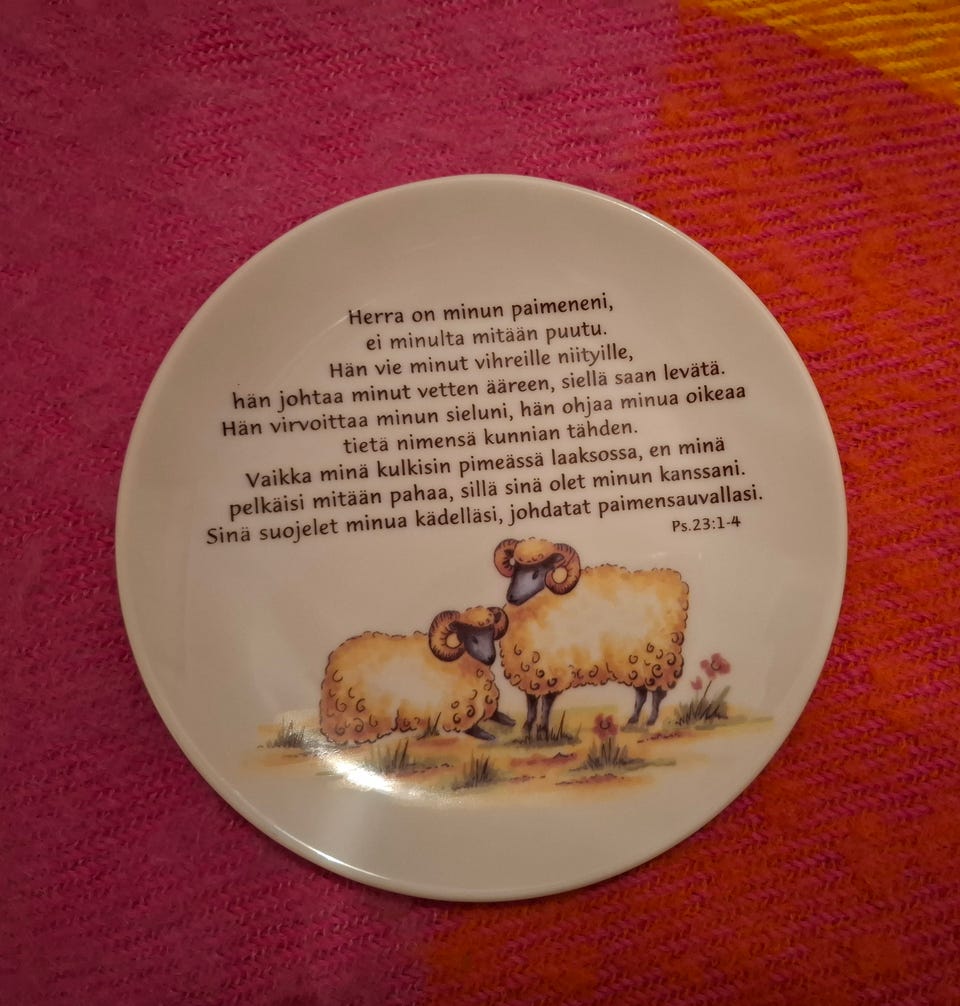 Herra on minun paimeneni,
ei minulta mitään puutu.
Hän vie minut vihreille niityille,
hän johtaa minut vetten ääreen, siellä saan levätä.
Hän virvoittaa minun sieluni, hän ohjaa minua oikeaa
tietä nimensä kunnian tähden.
Vaikka minä kulkisin pimeässä laaksossa, en minä
pelkäisi mitään pahaa, sillä sinä olet minun kanssani.
Sinä suojelet minua kädelläsi, johdatat paimensauvallasi.
Ps.23:1-4